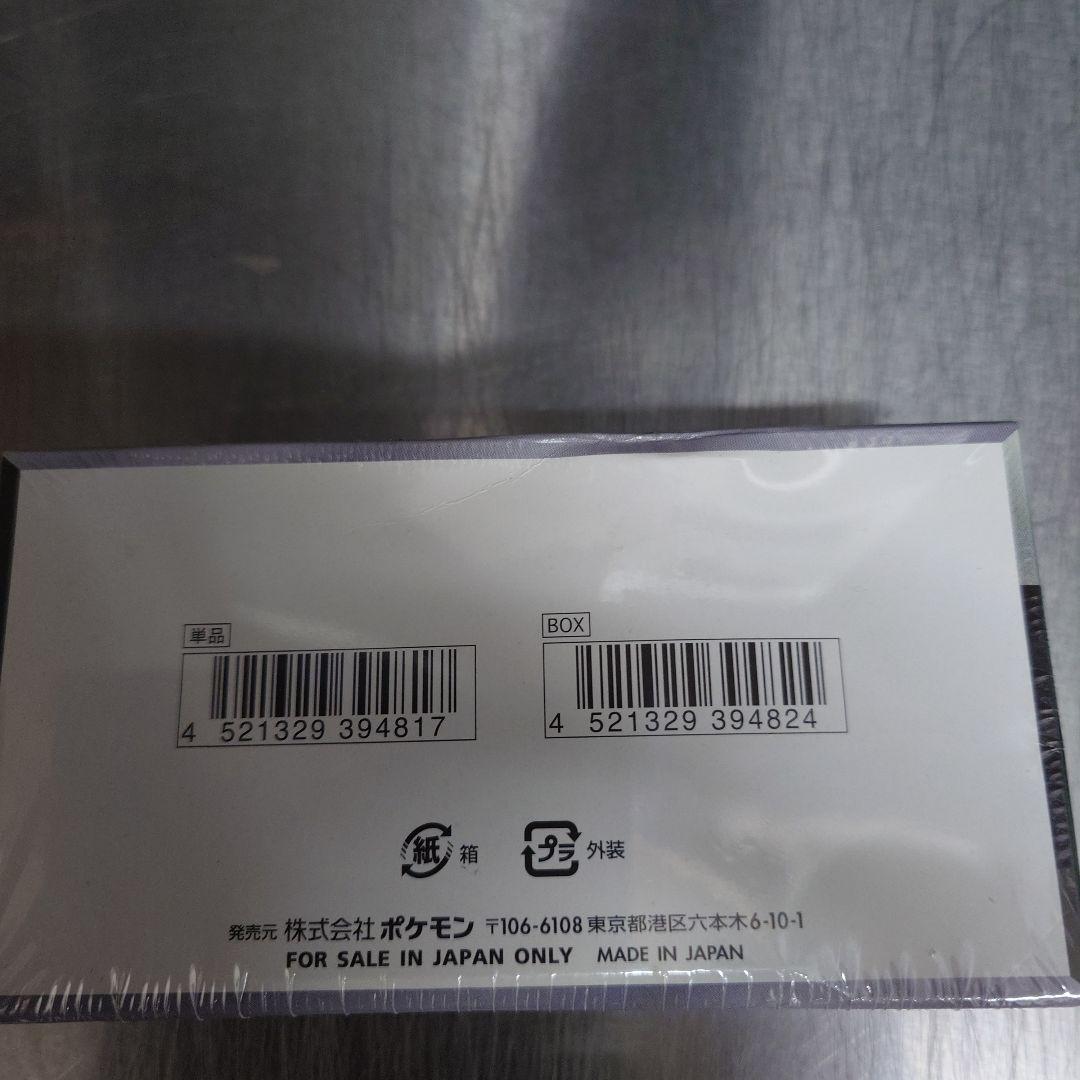 単品
4 521329 394817
BOX
4 521329 394824
紙 箱
プラ 外装
発売元 株式会社 ポケモン 〒106-6108 東京都港区六本木6-10-1
FOR SALE IN JAPAN ONLY MADE IN JAPAN